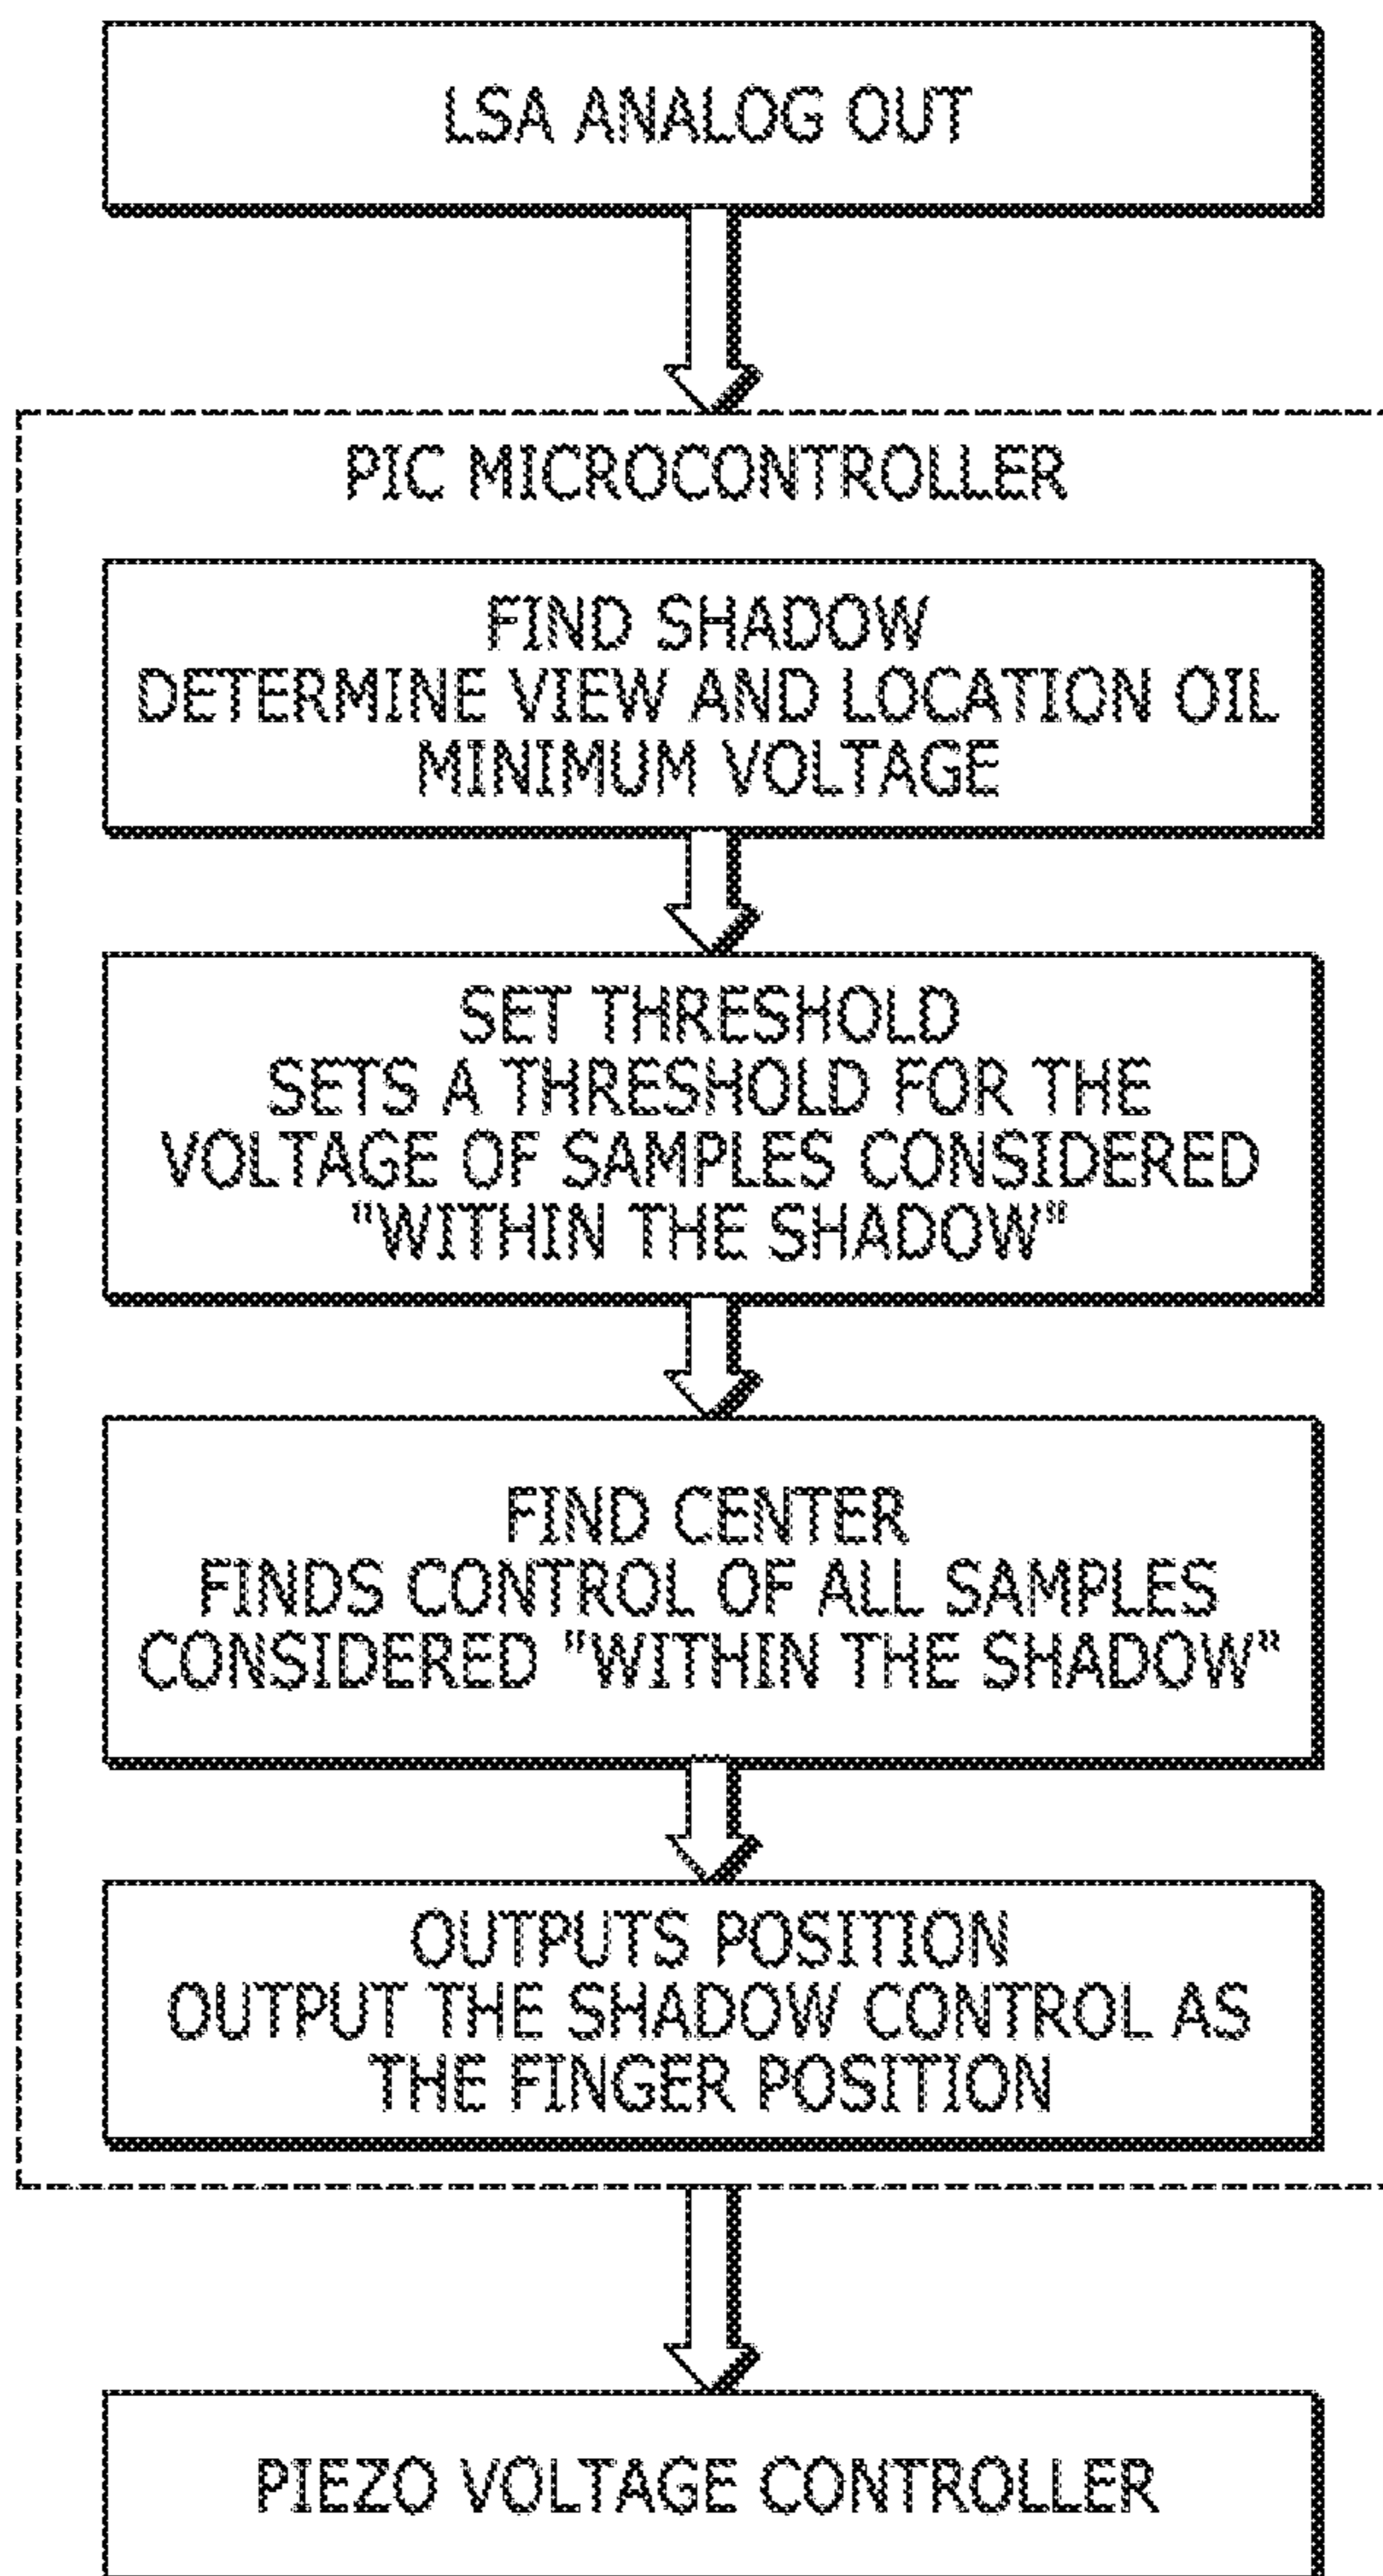 LSA ANALOG OUT
PIC MICROCONTROLLER
FIND SHADOW
DETERMINE VIEW AND LOCATION OIL
MINIMUM VOLTAGE
SET THRESHOLD
SETS A THRESHOLD FOR THE
VOLTAGE OF SAMPLES CONSIDERED
"WITHIN THE SHADOW"
FIND CENTER
FINDS CONTROL OF ALL SAMPLES
CONSIDERED "WITHIN THE SHADOW"
OUTPUTS POSITION
OUTPUT THE SHADOW CONTROL AS
THE FINGER POSITION
PIEZO VOLTAGE CONTROLLER